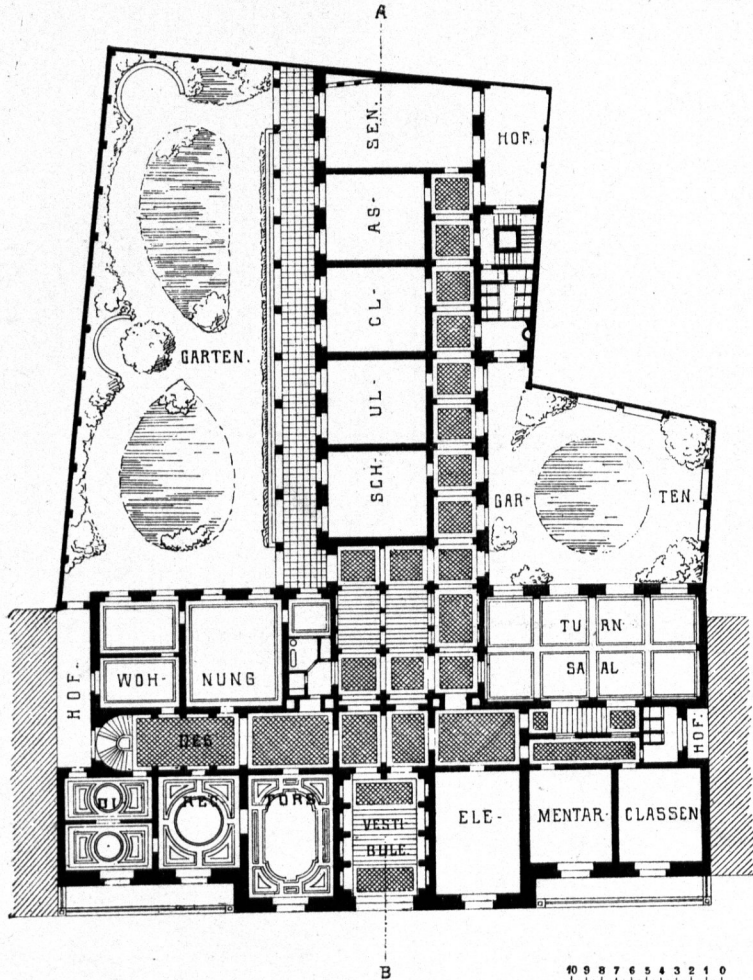 A
SEN.
HOF.
AS-
CL-
GARTEN.
UL-
SCH-
GAR- TEN.
TURN-
SAAL
HOF.
WOH- NUNG
DES
HOF.
DI- REC- TORS
VESTI-
BULE
ELE- MENTAR- CLASSEN
B
10 9 8 7 6 5 4 3 2 1 0